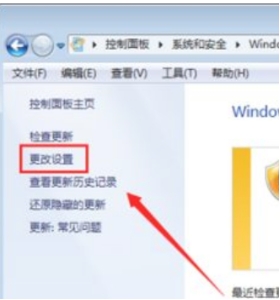 控制面板 ▸ 系统和安全 ▸ Windo
文件(F) 编辑(E) 查看(V) 工具(T) 帮助(H)
控制面板主页
Window
检查更新
更改设置
查看更新历史记录
还原隐藏的更新
更新: 常见问题
最近检查更